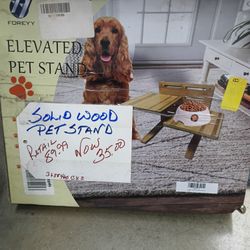 FOREYY
ELEVATED
PET STAND
SOLID WOOD
PET STAND
RETAIL
89.99 NOW 35.00